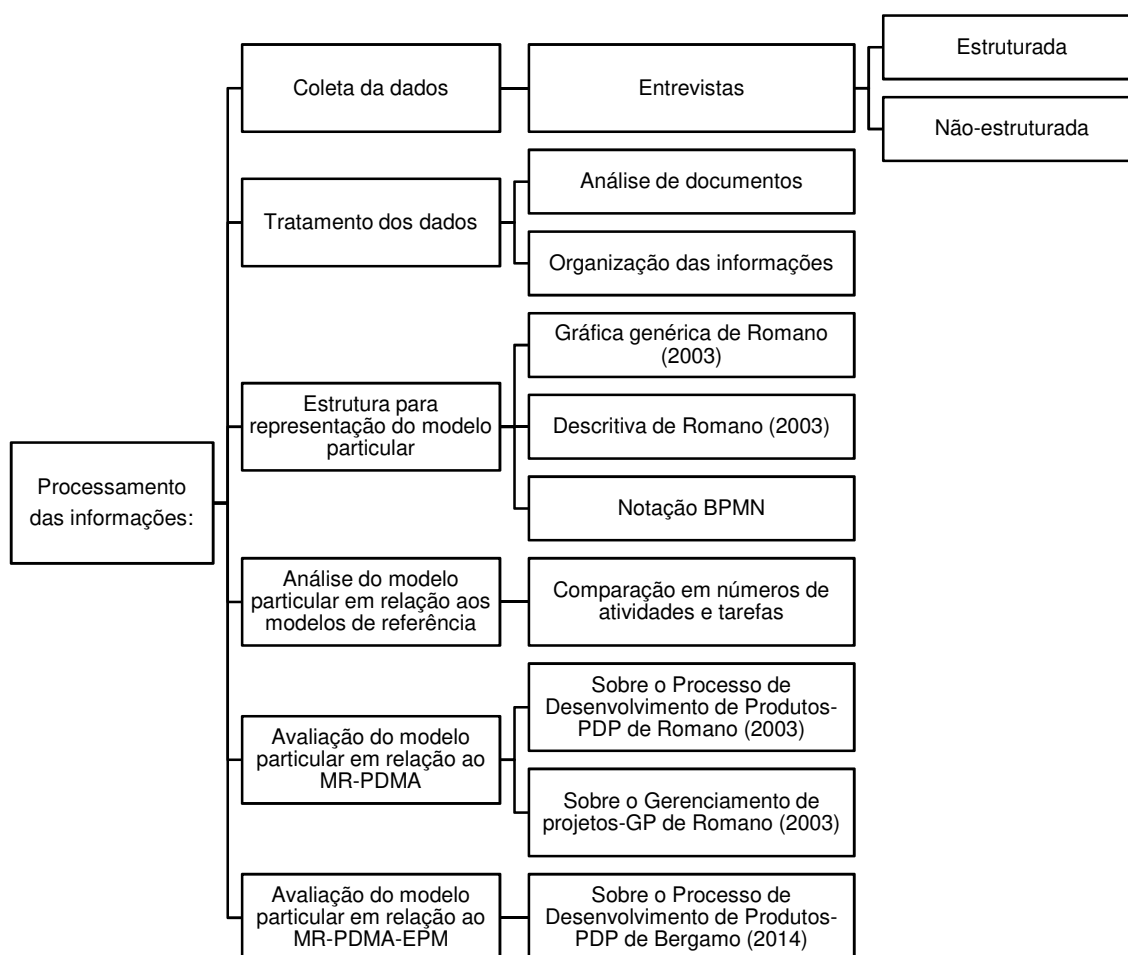 Processamento
das informações:
Coleta da dados
Entrevistas
Estruturada
Não-estruturada
Tratamento dos dados
Análise de documentos
Organização das informações
Estrutura para
representação do modelo
particular
Gráfica genérica de Romano
(2003)
Descritiva de Romano (2003)
Notação BPMN
Análise do modelo
particular em relação aos
modelos de referência
Comparação em números de
atividades e tarefas
Avaliação do modelo
particular em relação ao
MR-PDMA
Sobre o Processo de
Desenvolvimento de Produtos-
PDP de Romano (2003)
Sobre o Gerenciamento de
projetos-GP de Romano (2003)
Avaliação do modelo
particular em relação ao
MR-PDMA-EPM
Sobre o Processo de
Desenvolvimento de Produtos-
PDP de Bergamo (2014)